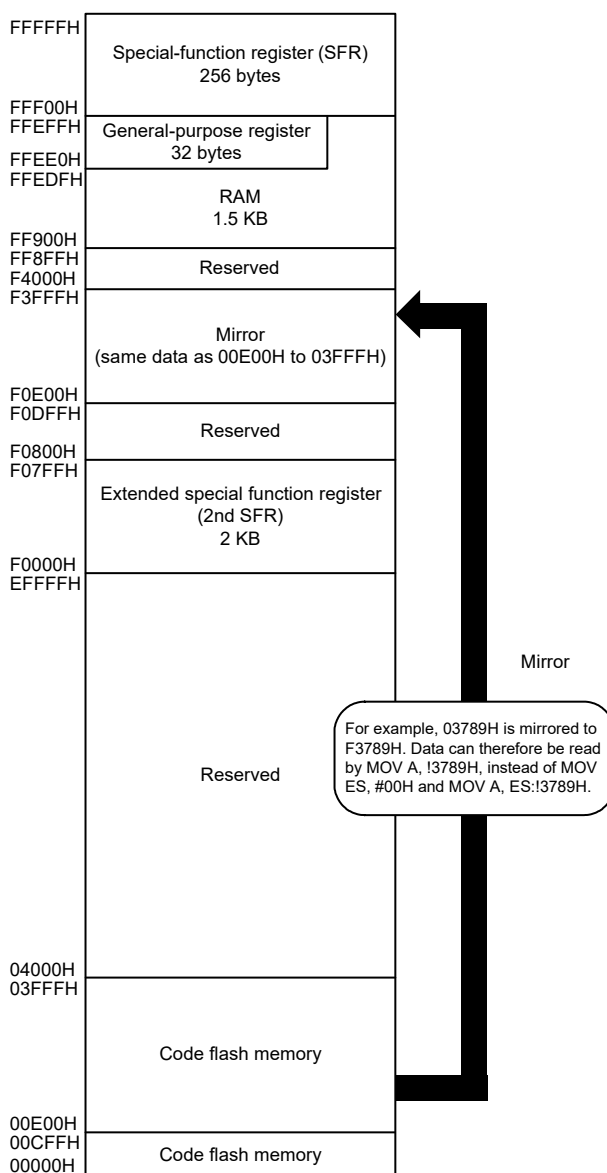 FFFFFH
Special-function register (SFR)
256 bytes
FFF00H
FFEFFH
General-purpose register
32 bytes
FFEE0H
FFEDFH
RAM
1.5 KB
FF900H
FF8FFH
Reserved
F4000H
F3FFFH
Mirror
(same data as 00E00H to 03FFFH)
F0E00H
F0DFFH
Reserved
F0800H
F07FFH
Extended special function register
(2nd SFR)
2 KB
F0000H
EFFFFH
Mirror
For example, 03789H is mirrored to
F3789H. Data can therefore be read
by MOV A, !3789H, instead of MOV
ES, #00H and MOV A, ES:!3789H.
Reserved
04000H
03FFFH
Code flash memory
00E00H
00CFFH
Code flash memory
00000H